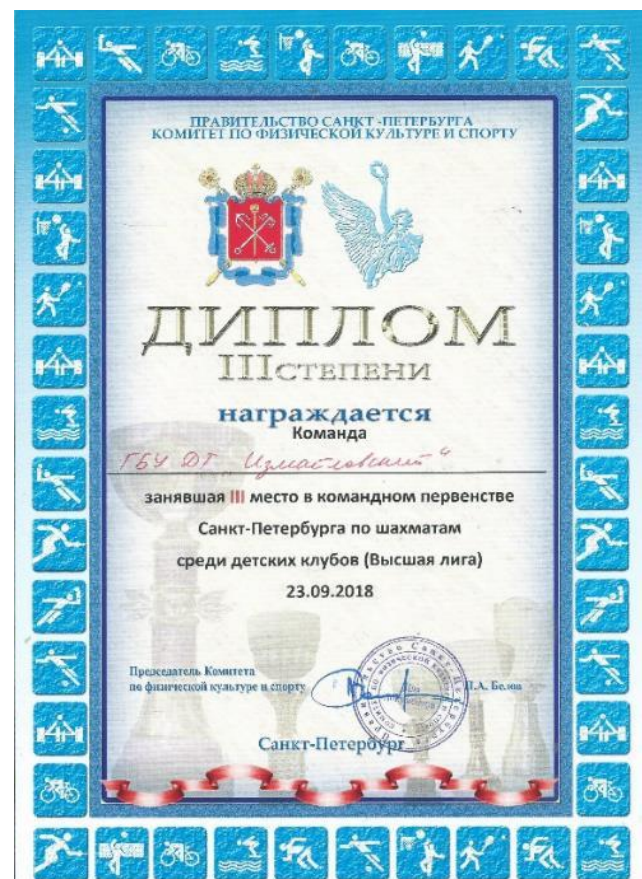 ПРАВИТЕЛЬСТВО САНКТ -ПЕТЕРБУРГА
КОМИТЕТ ПО ФИЗИЧЕСКОЙ КУЛЬТУРЕ И СПОРТУ
ДИПЛОМ
III СТЕПЕНИ
награждается
Команда
ГБУ ДТ Измайловский"
занявшая III место в командном первенстве
Санкт-Петербурга по шахматам
среди детских клубов (Высшая лига)
23.09.2018
Председатель Комитета
по физической культуре и спорту
П.А. Белов
Санкт-Петербург